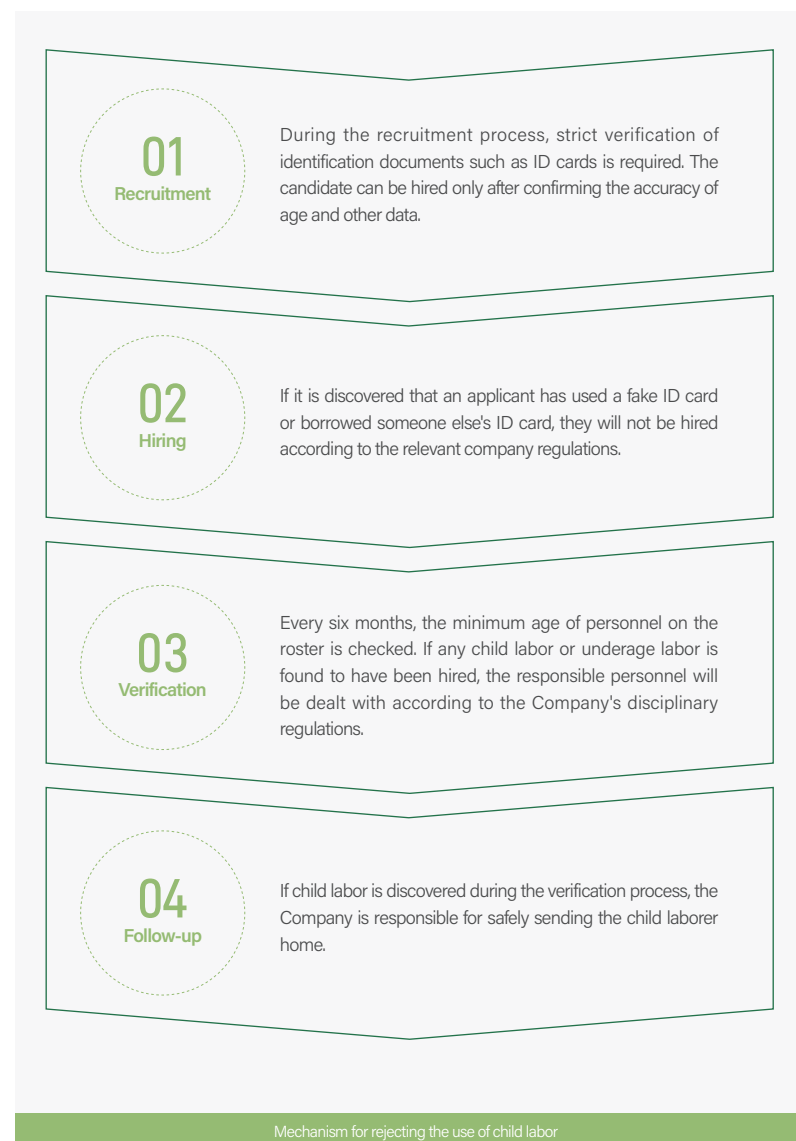 01
Recruitment
During the recruitment process, strict verification of
identification documents such as ID cards is required. The
candidate can be hired only after confirming the accuracy of
age and other data.
02
Hiring
If it is discovered that an applicant has used a fake ID card
or borrowed someone else's ID card, they will not be hired
according to the relevant company regulations.
03
Verification
Every six months, the minimum age of personnel on the
roster is checked. If any child labor or underage labor is
found to have been hired, the responsible personnel will
be dealt with according to the Company's disciplinary
regulations.
04
Follow-up
If child labor is discovered during the verification process, the
Company is responsible for safely sending the child laborer
home.
Mechanism for rejecting the use of child labor